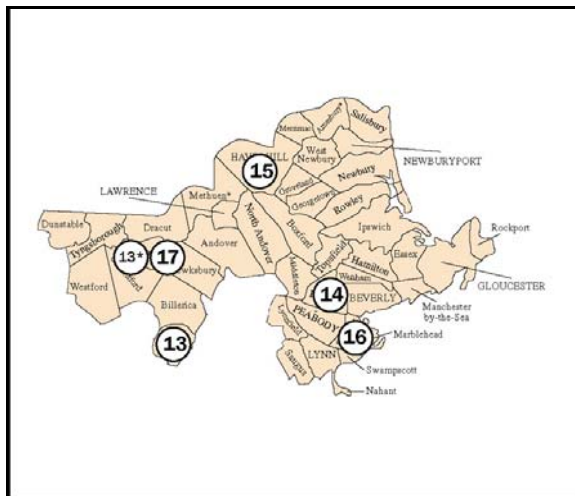 Salisbury
Amesbury*
Merrimac
West
Newbury
NEWBURYPORT
HAVERHILL
15
Groveland
Newbury
Georgetown
LAWRENCE
Methuen*
Rowley
North Andover
Boxford
Ipswich
Rockport
Dunstable
Tyngsborough
Dracut
Andover
Topsfield
Essex
13*
17
Middleton
Hamilton
Wenham
GLOUCESTER
Westford
Billerica
14
BEVERLY
Manchester
by-the-Sea
PEABODY
Lynnfield
16
Marblehead
13
LYNN
Saugus
Swampscott
Nahant